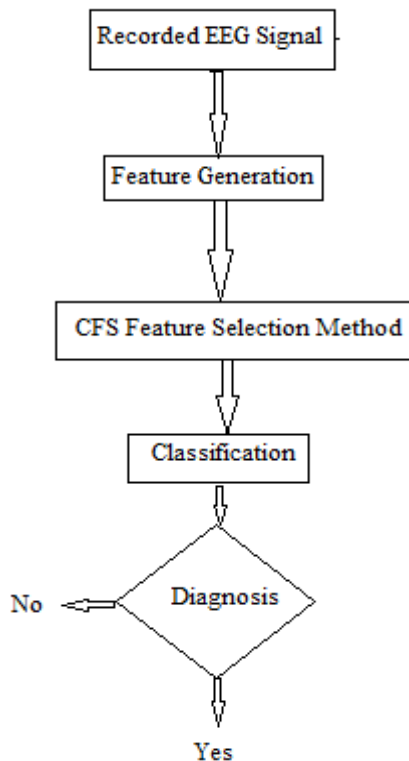 Recorded EEG Signal
Feature Generation
CFS Feature Selection Method
Classification
Diagnosis
No
Yes